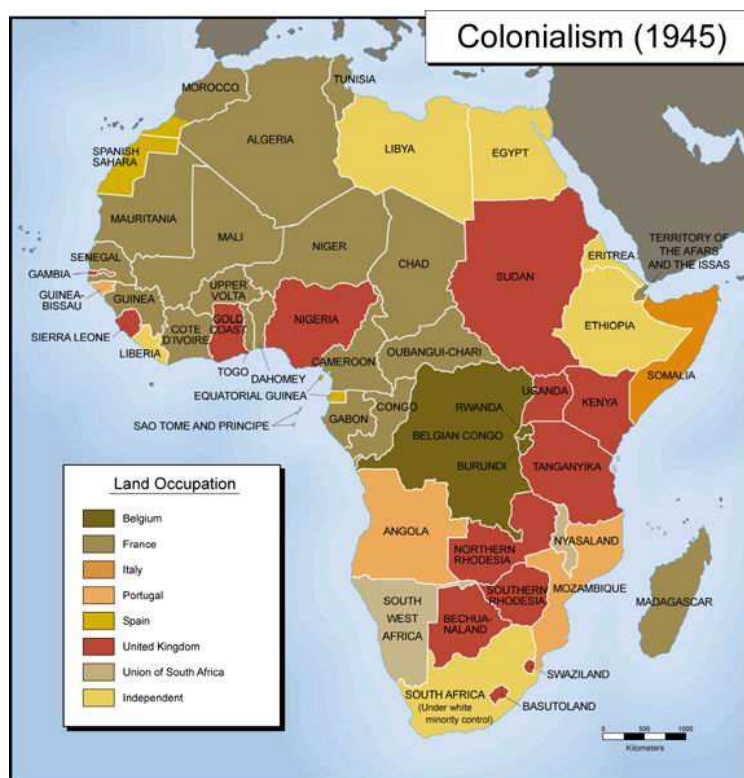 Colonialism (1945)
MOROCCO
TUNISIA
ALGERIA
LIBYA
EGYPT
SPANISH
SAHARA
MAURITANIA
MALI
NIGER
CHAD
SUDAN
ERITREA
TERRITORY OF
THE AFARS
AND THE ISSAS
SENEGAL
GAMBIA
GUINEA-
BISSAU
GUINEA
UPPER
VOLTA
NIGERIA
ETHIOPIA
SIERRA LEONE
LIBERIA
COTE
D'IVOIRE
GOLD
COAST
TOGO
DAHOMEY
CAMEROON
OUBANGUI-CHARI
SOMALIA
EQUATORIAL GUINEA
SAO TOME AND PRINCIPE
GABON
CONGO
UGANDA
KENYA
RWANDA
BELGIAN CONGO
BURUNDI
TANGANYIKA
ANGOLA
NORTHERN
RHODESIA
NYASALAND
MOZAMBIQUE
SOUTHERN
RHODESIA
MADAGASCAR
SOUTH
WEST
AFRICA
BECHUA-
NALAND
SWAZILAND
SOUTH AFRICA
(Under white
minority control)
BASUTOLAND
Land Occupation
Belgium
France
Italy
Portugal
Spain
United Kingdom
Union of South Africa
Independent
0 500 1000
Kilometers